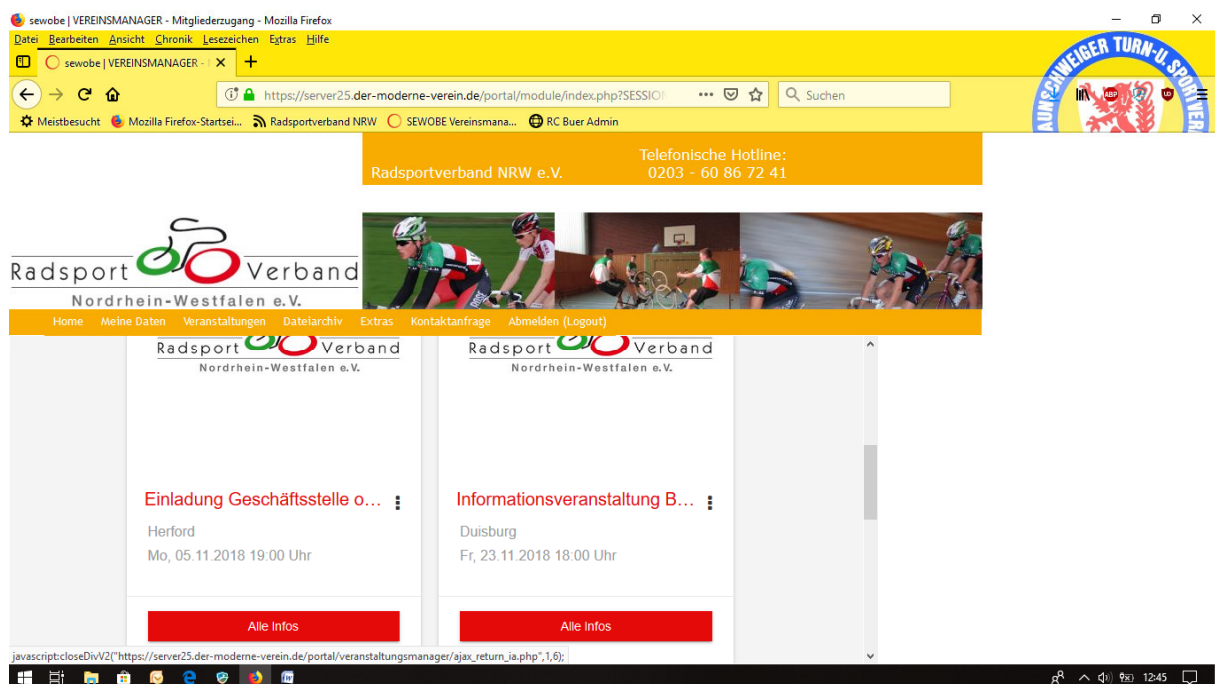 sewobe | VEREINSMANAGER - Mitgliederzugang - Mozilla Firefox
Datei Bearbeiten Ansicht Chronik Lesezeichen Extras Hilfe
sewobe | VEREINSMANAGER -
https://server25.der-moderne-verein.de/portal/module/index.php?SESSIO
Suchen
Meistbesucht Mozilla Firefox-Startsei... Radsportverband NRW SEWOBE Vereinsmana... RC Buer Admin
AUNSCHWEIGER TURN-U. SPORTVER
ABP
Telefonische Hotline:
Radsportverband NRW e.V. 0203 - 60 86 72 41
Radsport Verband
Nordrhein-Westfalen e.V.
Home Meine Daten Veranstaltungen Dateiarchiv Extras Kontaktanfrage Abmelden (Logout)
Radsport Verband Radsport Verband
Nordrhein-Westfalen e.V. Nordrhein-Westfalen e.V.
Einladung Geschäftsstelle o... Informationsveranstaltung B...
Herford Duisburg
Mo, 05.11.2018 19:00 Uhr Fr, 23.11.2018 18:00 Uhr
Alle Infos Alle Infos
javascript:closeDivV2("https://server25.der-moderne-verein.de/portal/veranstaltungsmanager/ajax_return_ia.php",1,6);
12:45